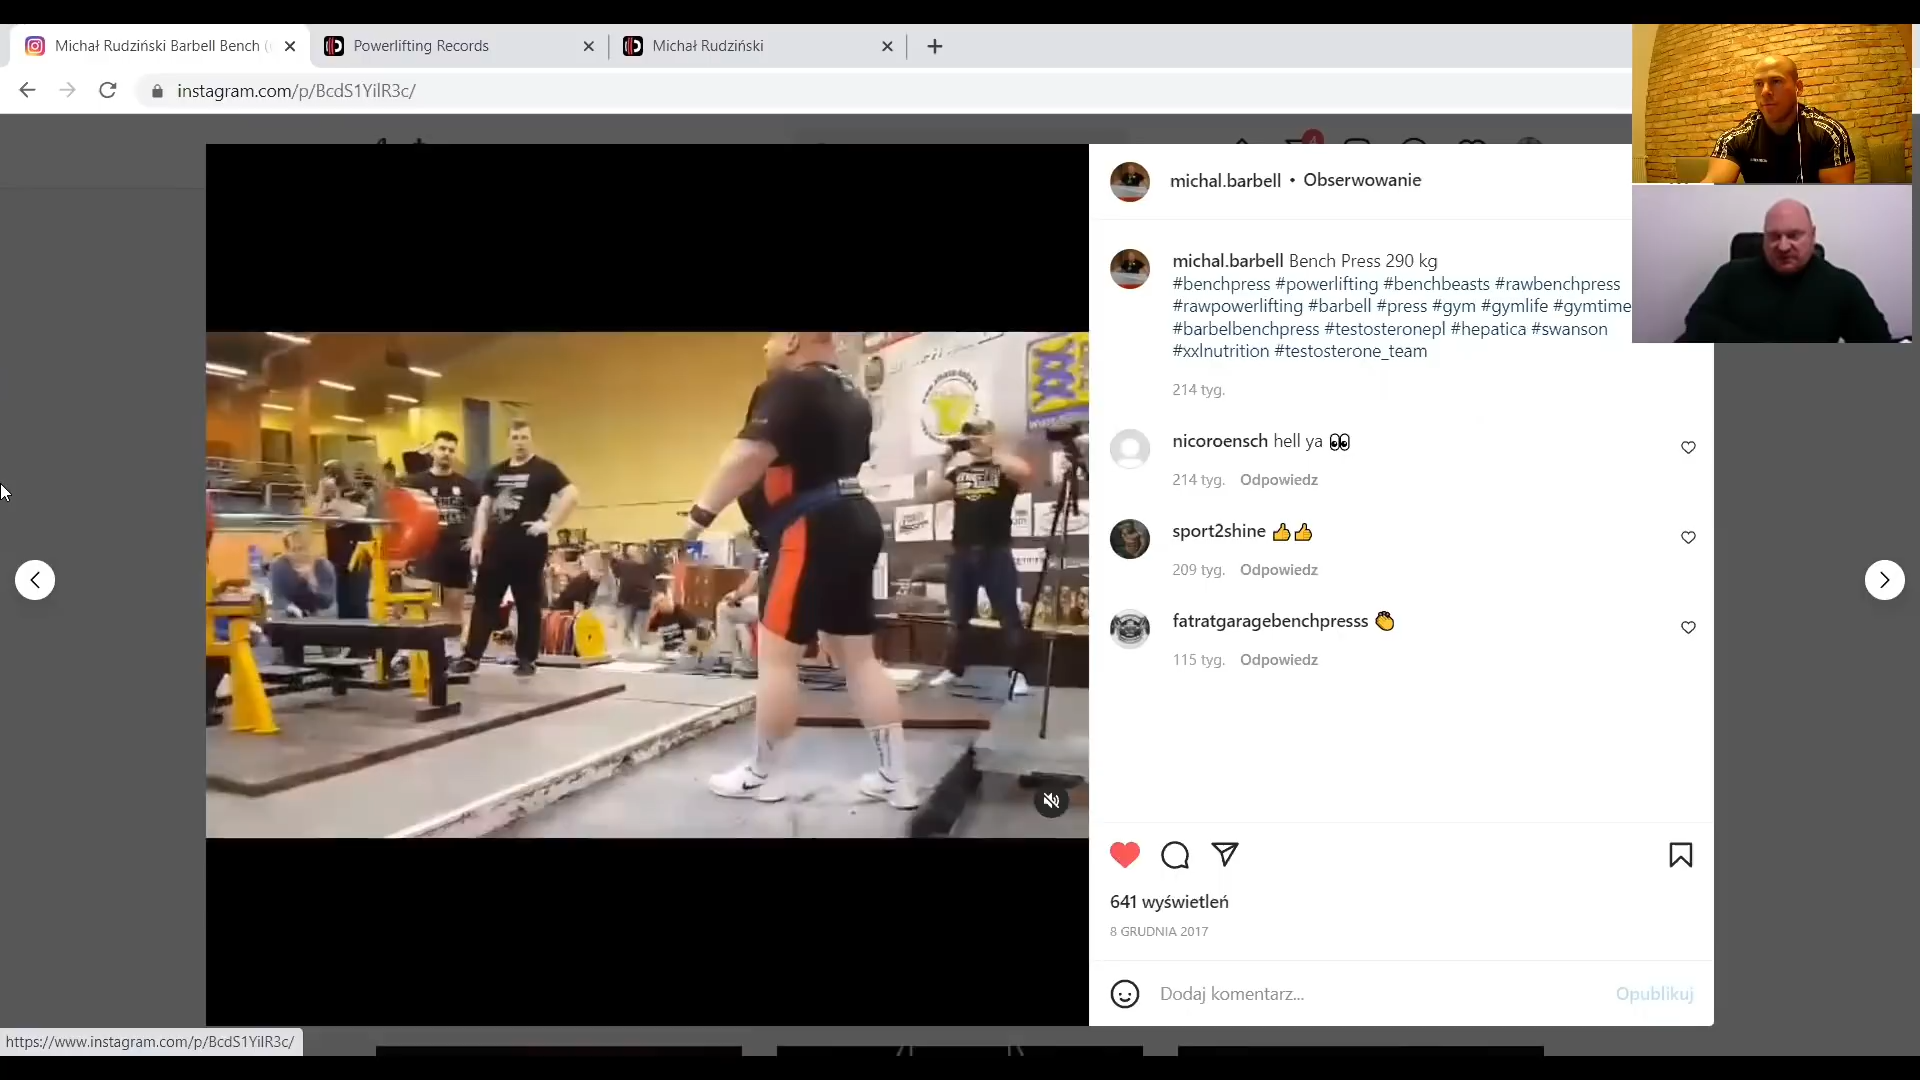 Michał Rudziński Barbell Bench (
Powerlifting Records
Michał Rudziński
instagram.com/p/BcdS1YilR3c/
4
michal.barbell • Obserwowanie
michal.barbell Bench Press 290 kg
#benchpress #powerlifting #benchbeasts #rawbenchpress
#rawpowerlifting #barbell #press #gym #gymlife #gymtime
#barbelbenchpress #testosteronepl #hepatica #swanson
#xxlnutrition #testosterone_team
214 tyg.
nicoroensch hell ya 👀
214 tyg. Odpowiedz
sport2shine 👍👍
209 tyg. Odpowiedz
fatratgaragebenchpresss 👏
115 tyg. Odpowiedz
641 wyświetleń
8 GRUDNIA 2017
Dodaj komentarz...
Opublikuj
https://www.instagram.com/p/BcdS1YilR3c/